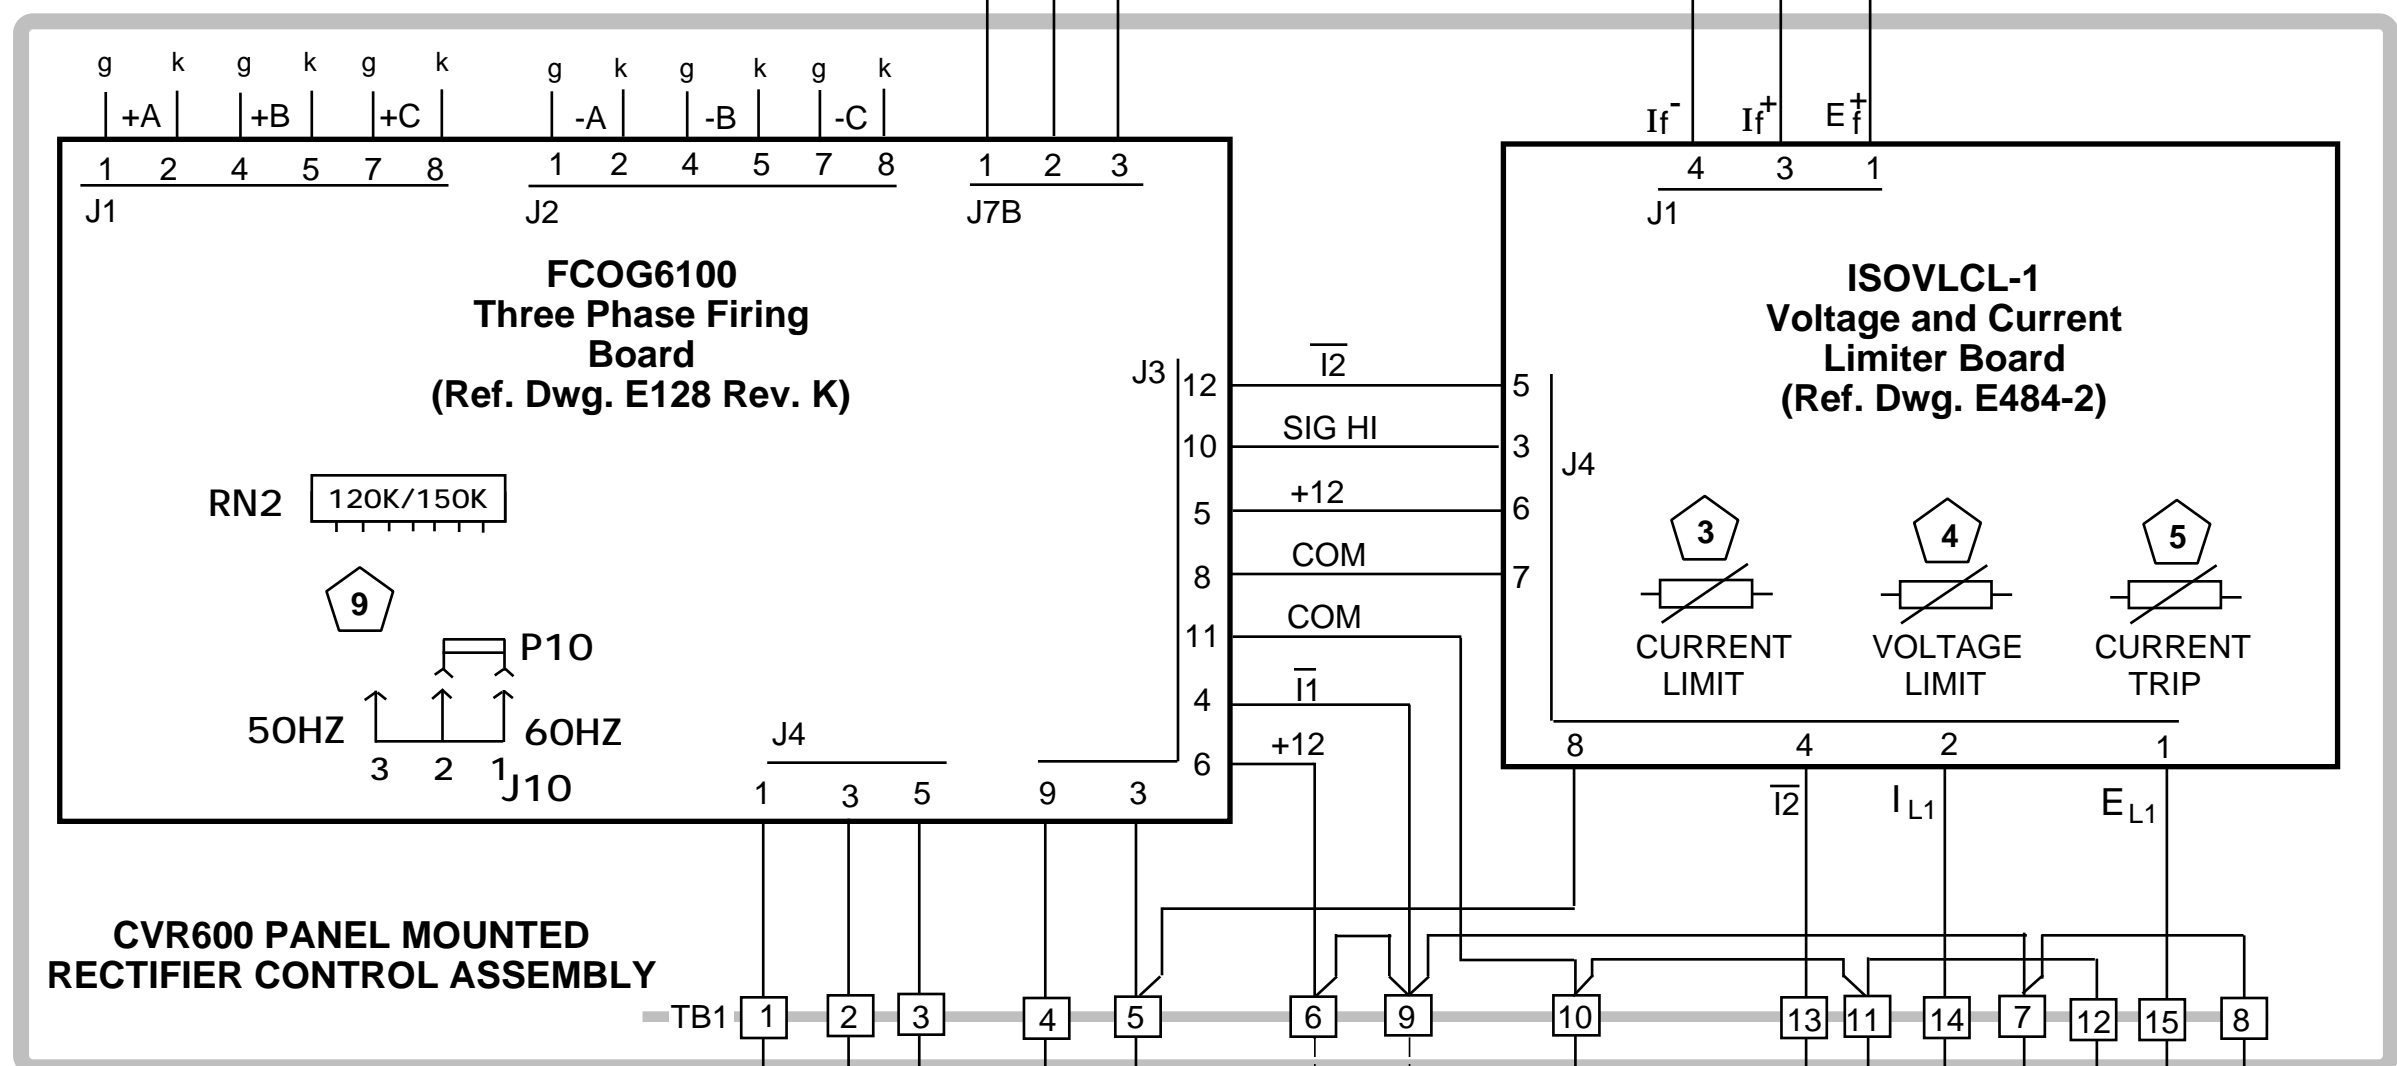 g k g k g k g k g k g k
+A +B +C -A -B -C
If- If+ Ef+
1 2 4 5 7 8 1 2 4 5 7 8 1 2 3
4 3 1
J1 J2 J7B
J1
FCOG6100
Three Phase Firing
Board
(Ref. Dwg. E128 Rev. K)
ISOVLCL-1
Voltage and Current
Limiter Board
(Ref. Dwg. E484-2)
J3 12 I̅2̅ 5
10 SIG HI 3
J4
5 +12 6
8 COM 7
11 COM
4 I̅1̅
6 +12
RN2 120K/150K
9
P10
50HZ 60HZ
3 2 1
J10
J4
1 3 5 9 3
3 4 5
CURRENT
LIMIT
VOLTAGE
LIMIT
CURRENT
TRIP
8 4 2 1
I̅2̅ IL1 EL1
CVR600 PANEL MOUNTED
RECTIFIER CONTROL ASSEMBLY
TB1 1 2 3 4 5 6 9 10 13 11 14 7 12 15 8